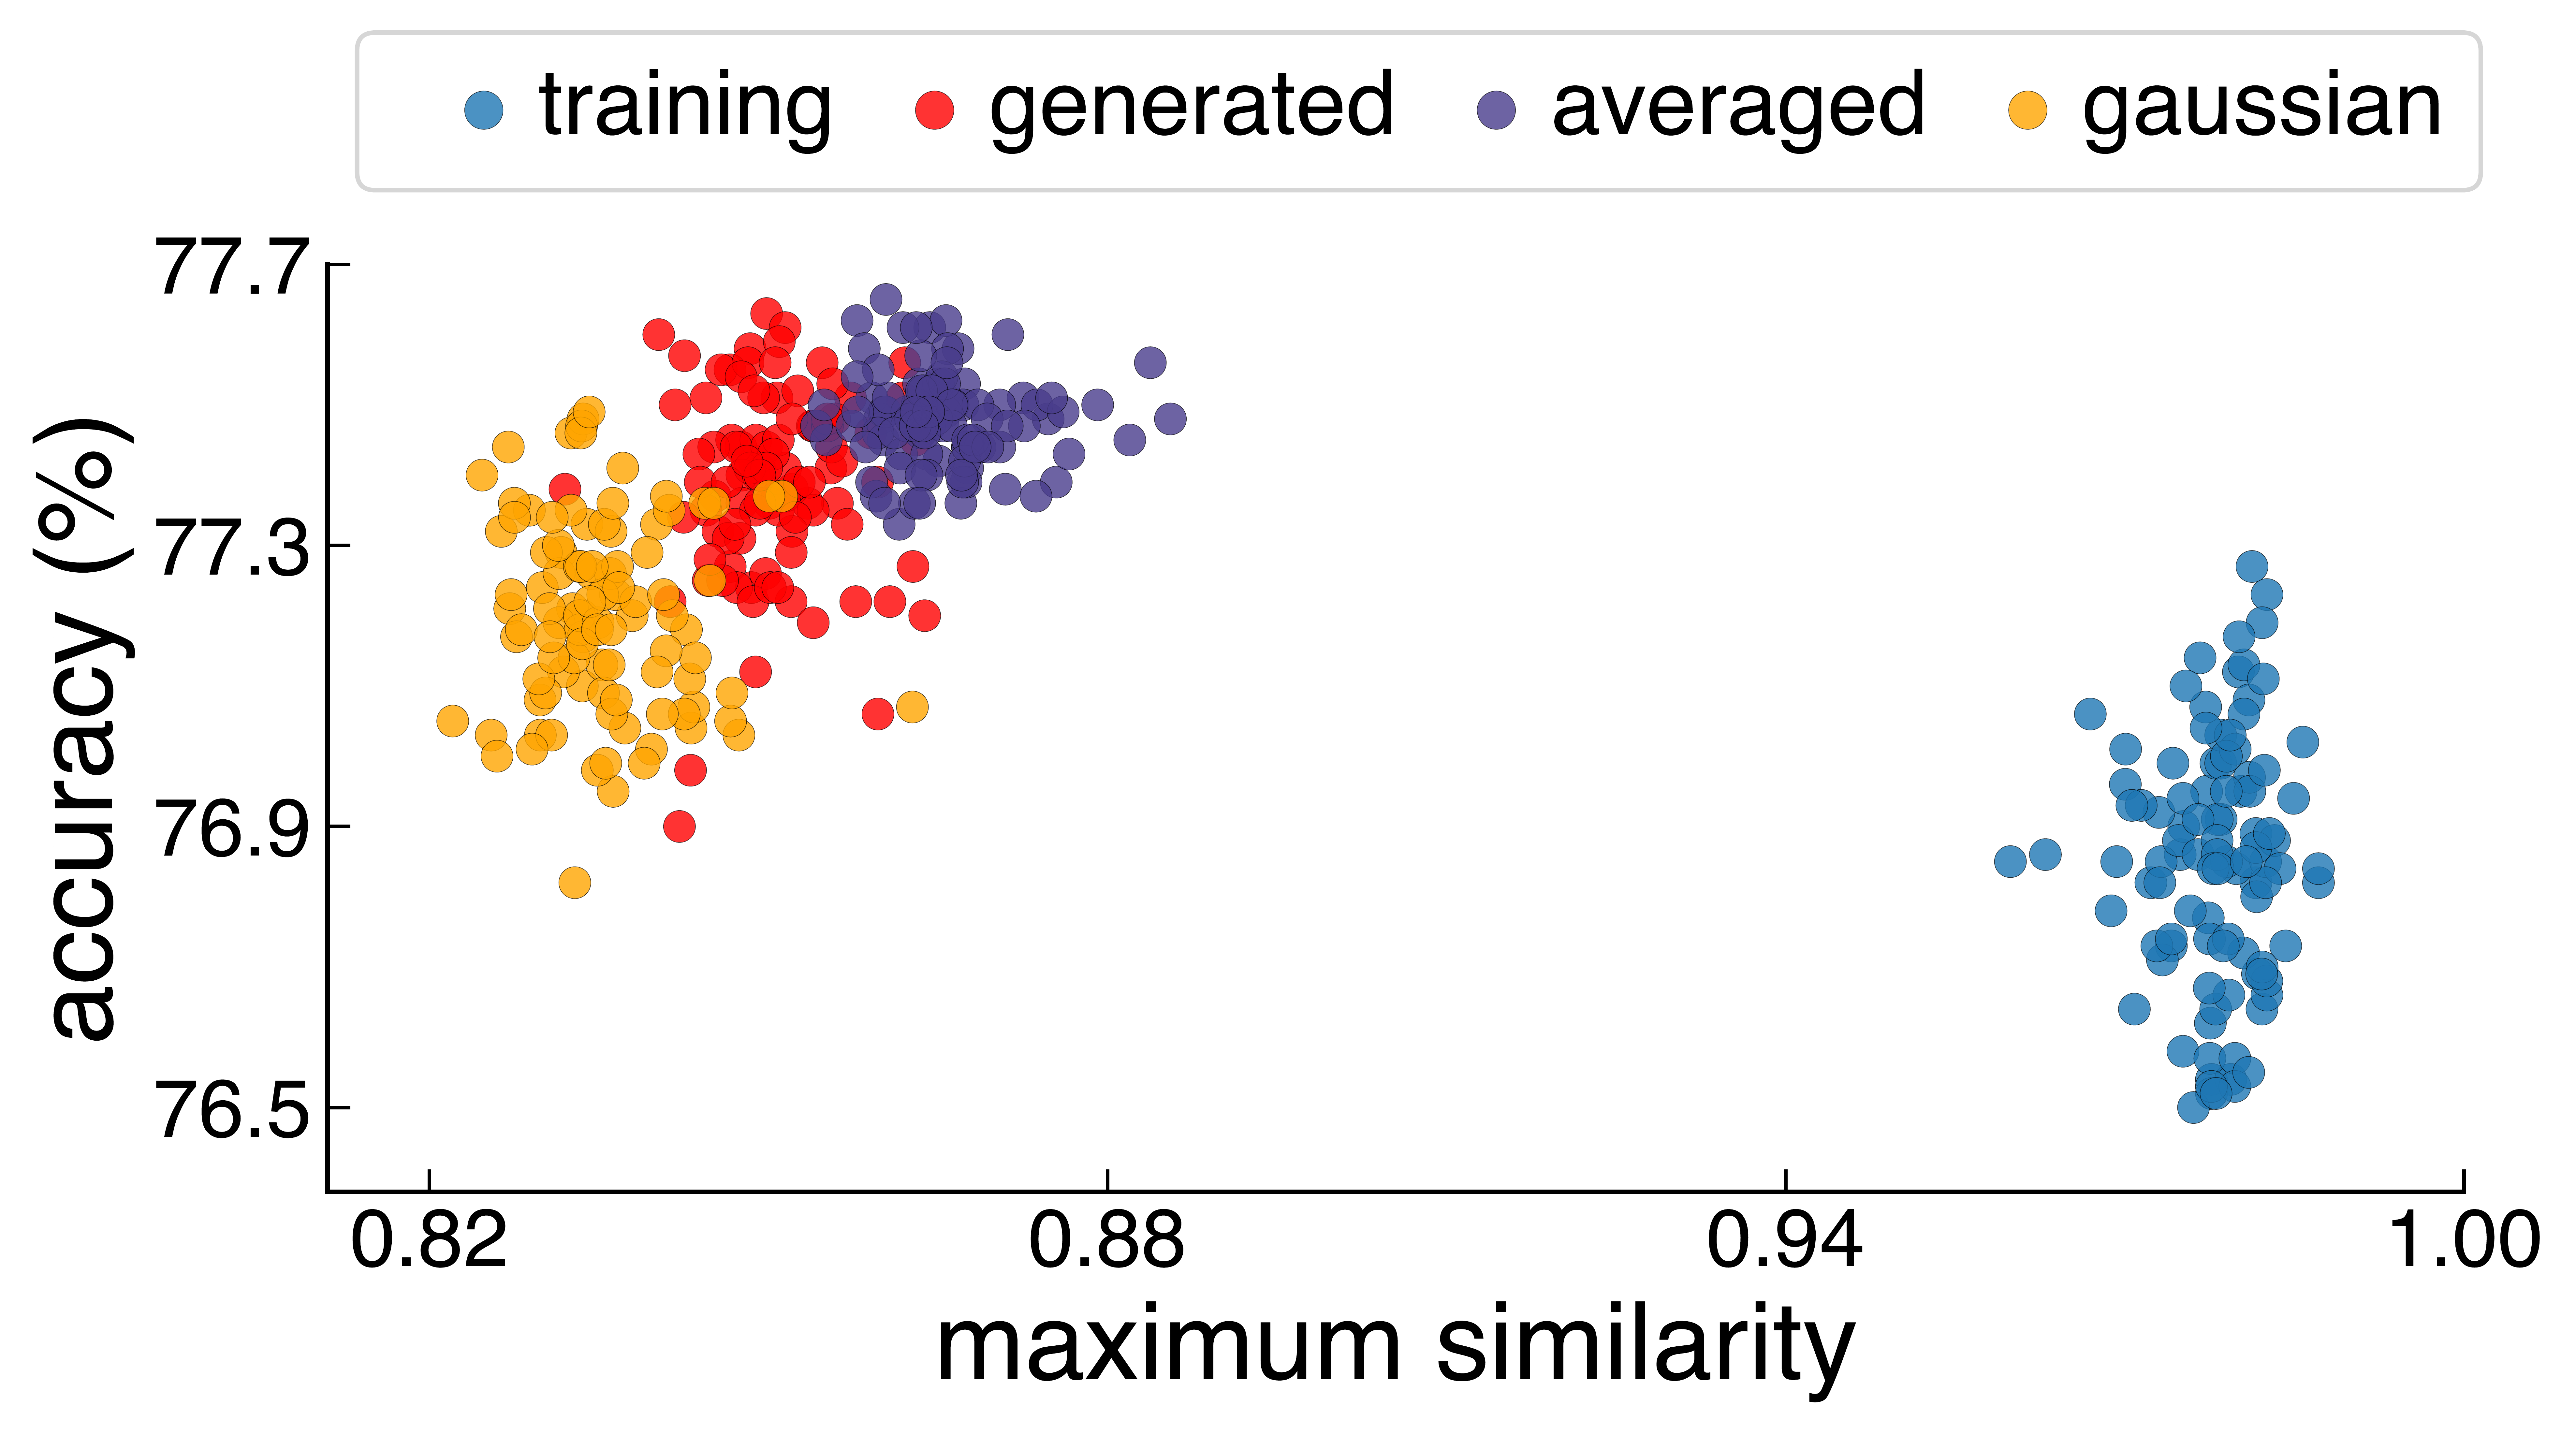 training generated averaged gaussian
77.7
77.3
76.9
76.5
accuracy (%)
0.82 0.88 0.94 1.00
maximum similarity